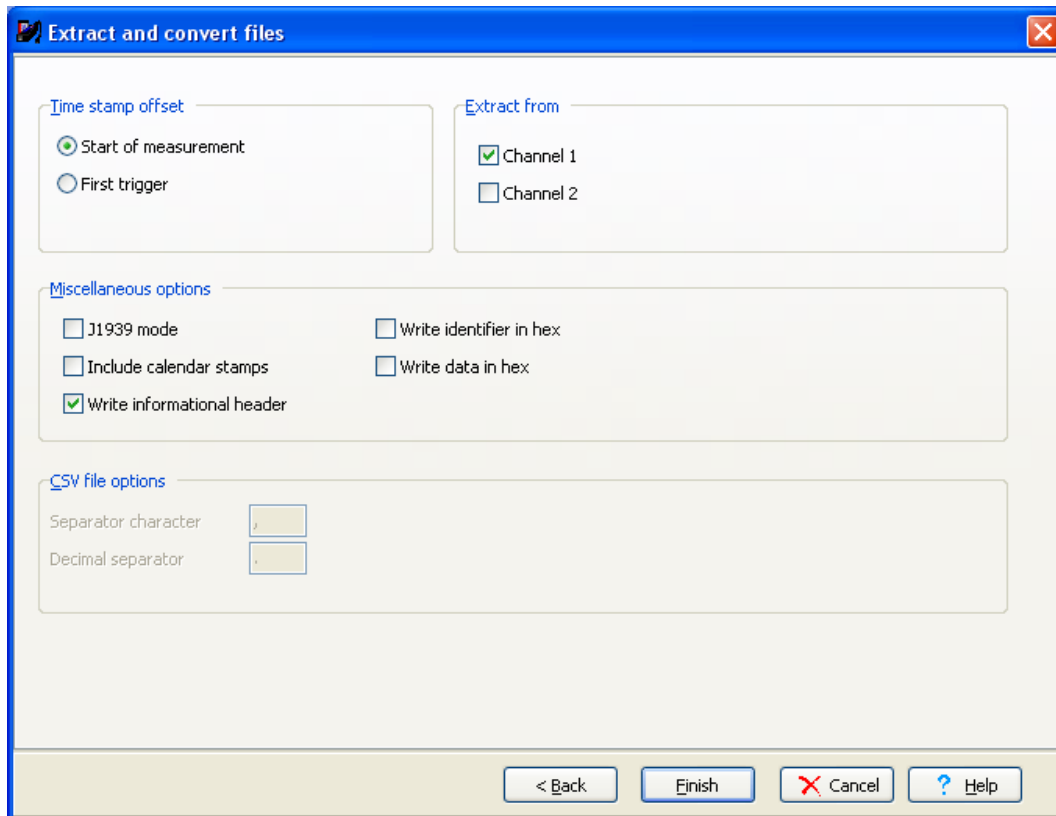 Extract and convert files
Time stamp offset
Start of measurement
First trigger
Extract from
Channel 1
Channel 2
Miscellaneous options
J1939 mode
Include calendar stamps
Write informational header
Write identifier in hex
Write data in hex
CSV file options
Separator character ,
Decimal separator .
< Back
Finish
Cancel
? Help